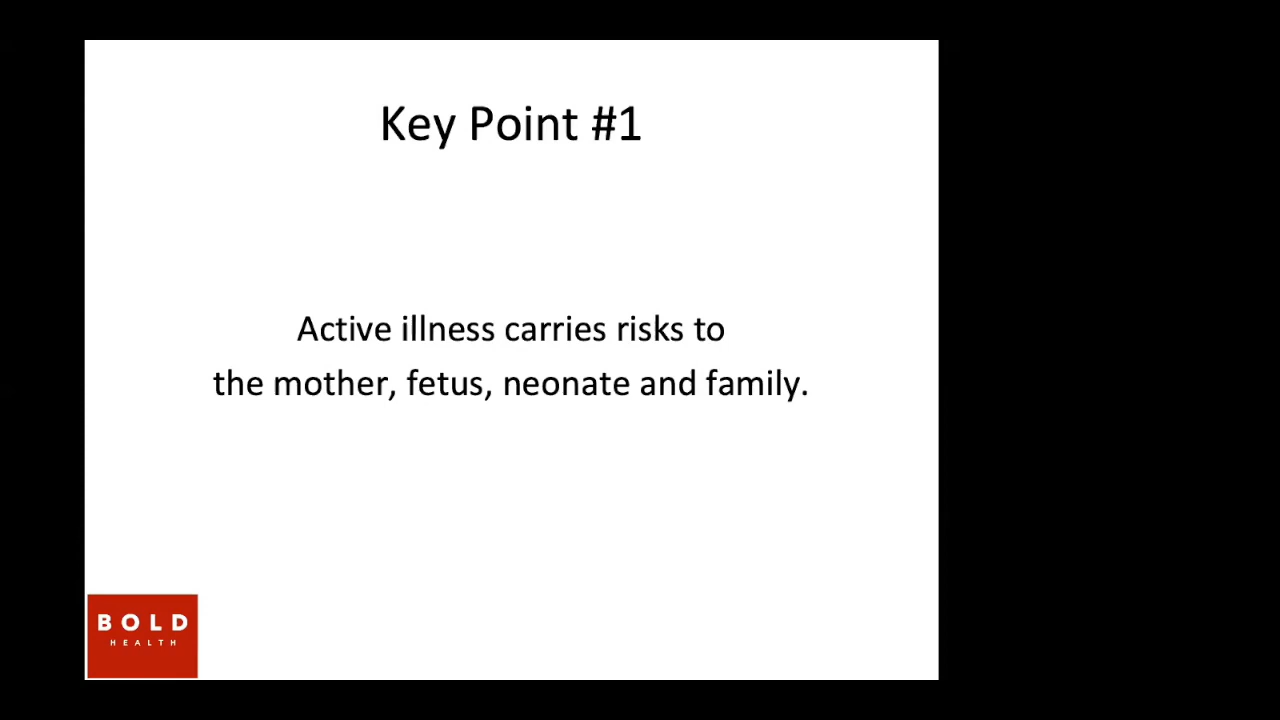 Key Point #1
Active illness carries risks to
the mother, fetus, neonate and family.
BOLD
HEALTH